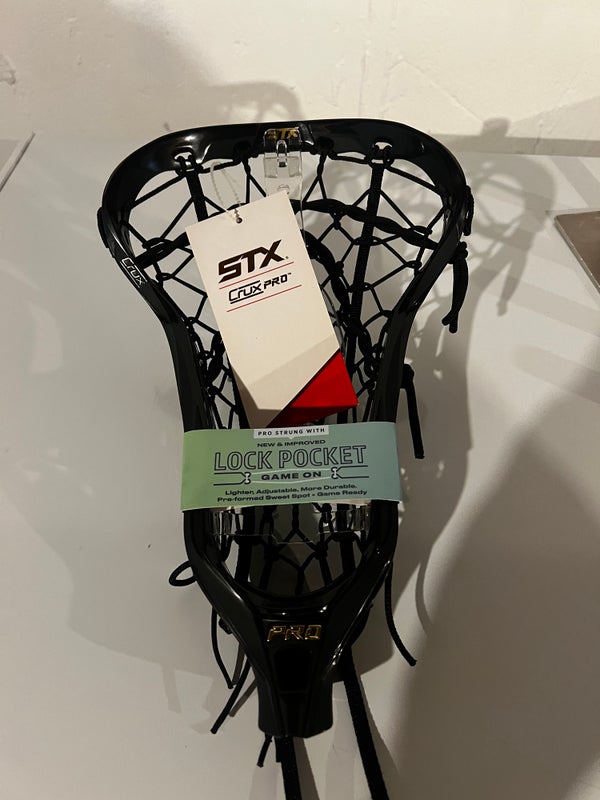 STX
Crux
STX
Crux PRO™
PRO STRUNG WITH
NEW & IMPROVED
LOCK POCKET
GAME ON
Lighter, Adjustable, More Durable.
Pre-formed Sweet Spot - Game Ready
PRO